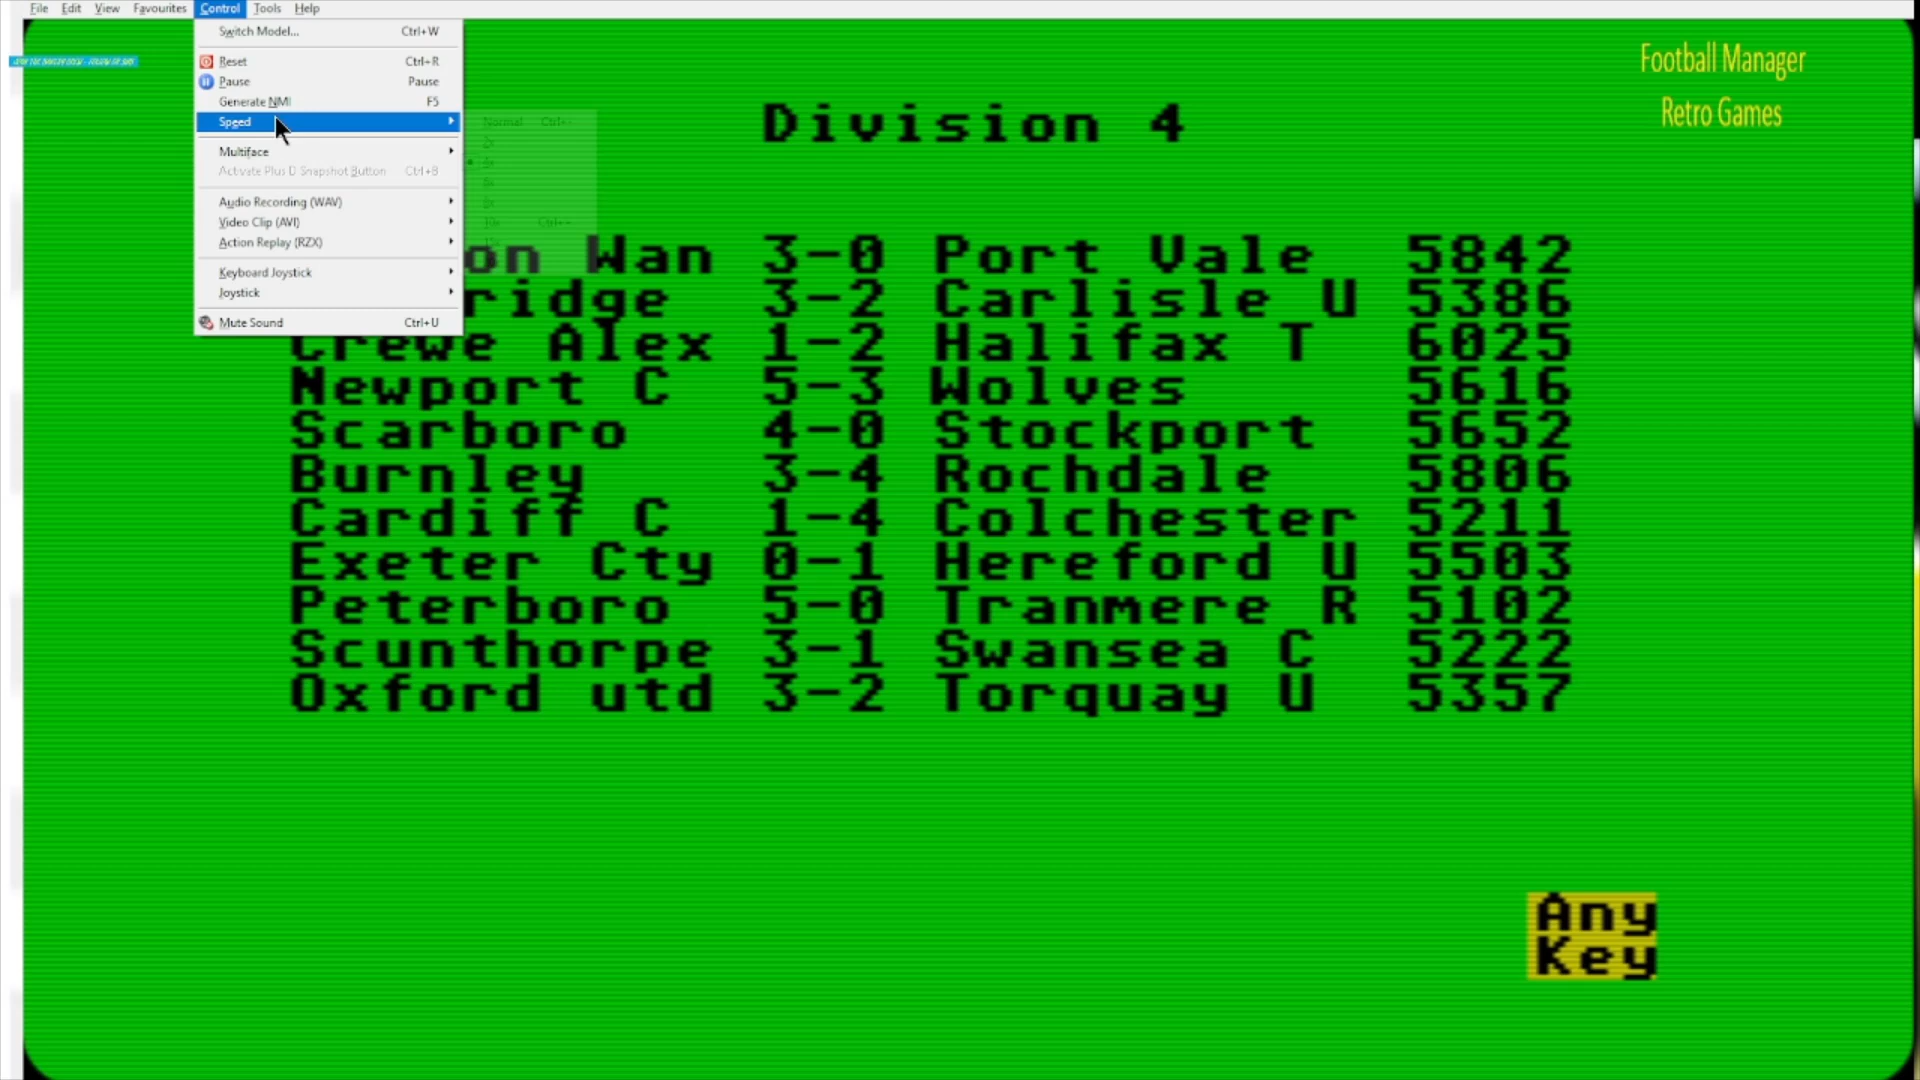 File Edit View Favourites Control Tools Help
Switch Model... Ctrl+W
Reset Ctrl+R
Pause Pause
Generate NMI F5
Speed
Normal
Multiface
Activate Plus D Snapshot Button Ctrl+B
Audio Recording (WAV)
Video Clip (AVI)
10x
Action Replay (RZX)
Keyboard Joystick
Joystick
Mute Sound Ctrl+U
Football Manager
Retro Games
Division 4
on Wan 3-0 Port Vale 5842
ridge 3-2 Carlisle U 5386
Crewe Alex 1-2 Halifax T 6025
Newport C 5-3 Wolves 5616
Scarboro 4-0 Stockport 5652
Burnley 3-4 Rochdale 5806
Cardiff C 1-4 Colchester 5211
Exeter Cty 0-1 Hereford U 5503
Peterboro 5-0 Tranmere R 5102
Scunthorpe 3-1 Swansea C 5222
Oxford utd 3-2 Torquay U 5357
Any
Key